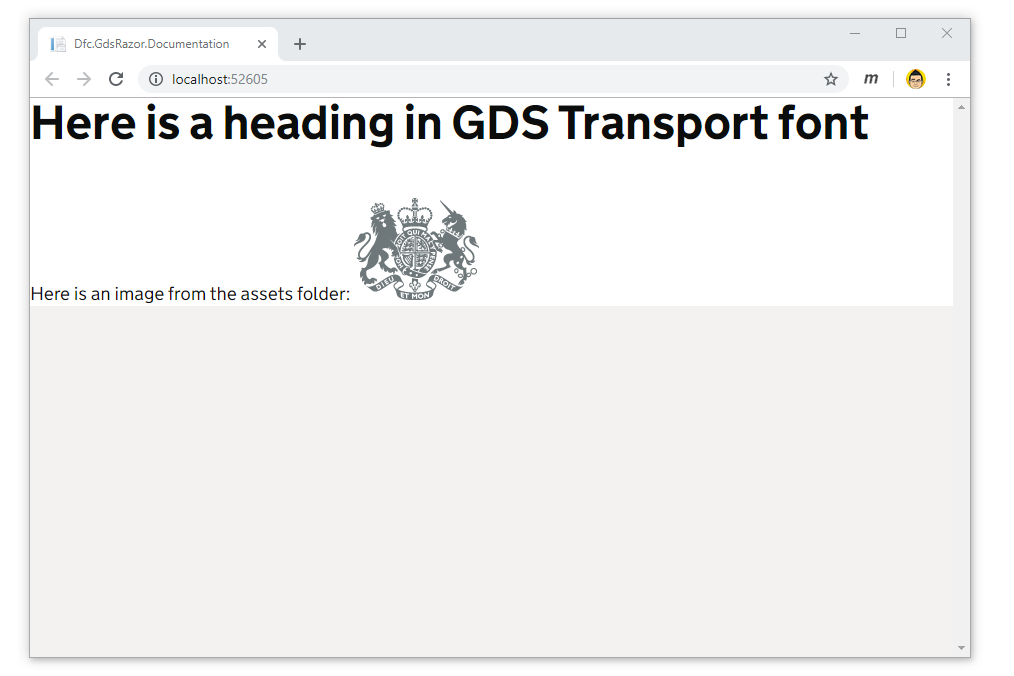 Dfc.GdsRazor.Documentation
localhost:52605
m
Here is a heading in GDS Transport font
Here is an image from the assets folder:
DIEU ET MON DROIT